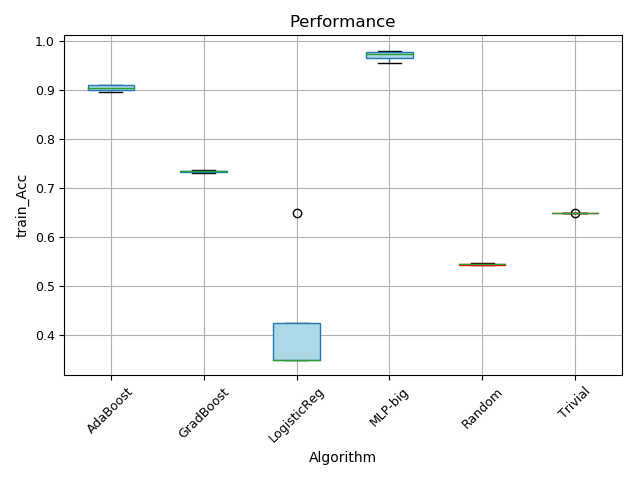 Performance
1.0
0.9
0.8
0.7
0.6
0.5
0.4
train_Acc
AdaBoost
GradBoost
LogisticReg
MLP-big
Random
Trivial
Algorithm